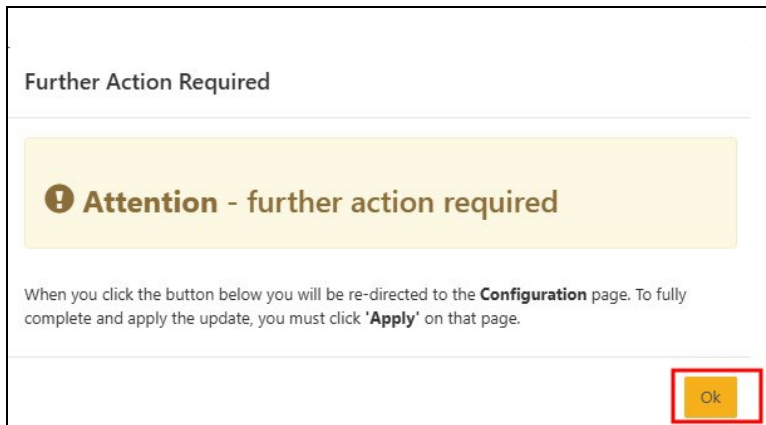 Further Action Required
Attention - further action required
When you click the button below you will be re-directed to the Configuration page. To fully
complete and apply the update, you must click 'Apply' on that page.
Ok